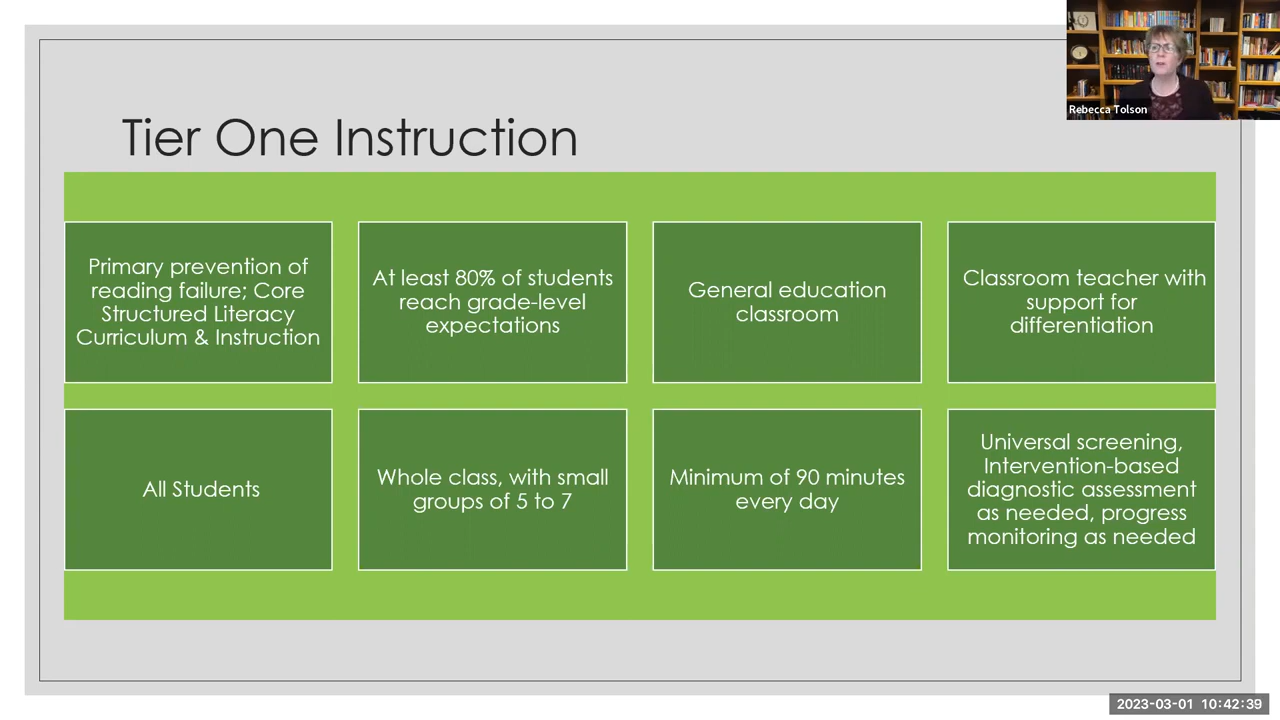 Rebecca Tolson
Tier One Instruction
Primary prevention of
reading failure; Core
Structured Literacy
Curriculum & Instruction
At least 80% of students
reach grade-level
expectations
General education
classroom
Classroom teacher with
support for
differentiation
All Students
Whole class, with small
groups of 5 to 7
Minimum of 90 minutes
every day
Universal screening,
Intervention-based
diagnostic assessment
as needed, progress
monitoring as needed
2023-03-01 10:42:39